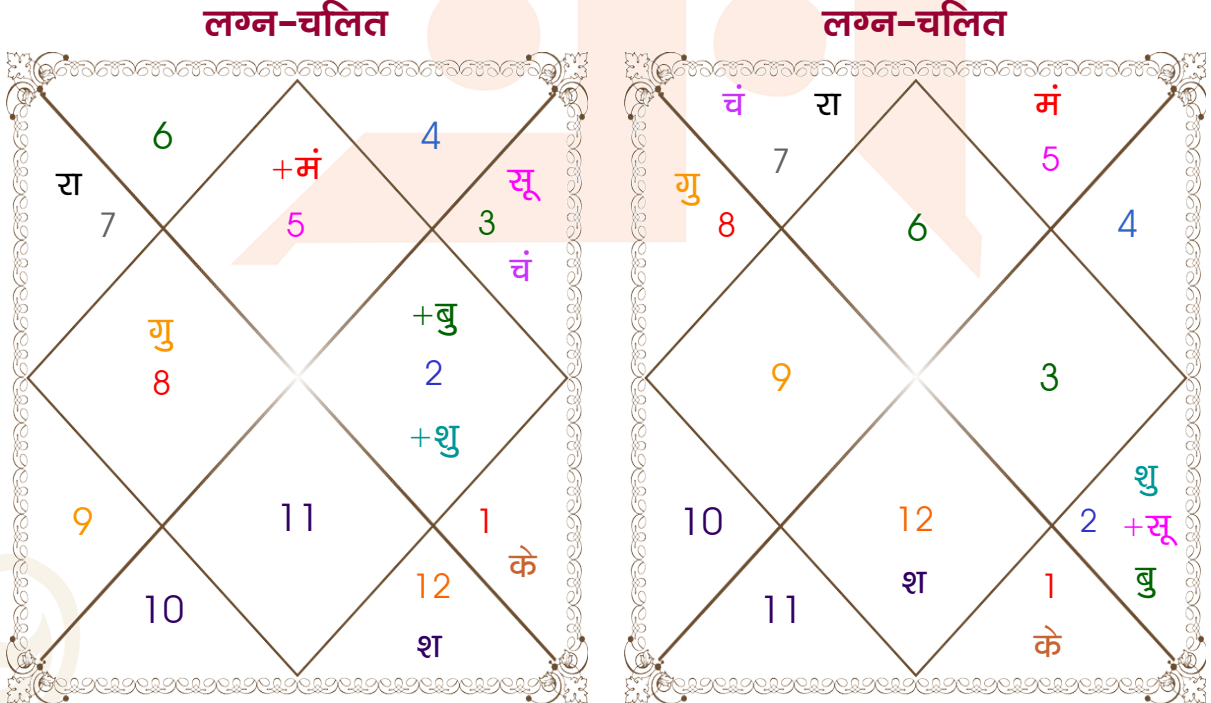 लग्न-चलित
6
4
+मं
सू
रा
7
5
3
चं
+बु
गु
8
2
+शु
9
11
1
के
12
10
श
लग्न-चलित
चं रा
मं
7
5
गु
8
6
4
9
3
शु
10
12
2
+सू
श
1
बु
11
के